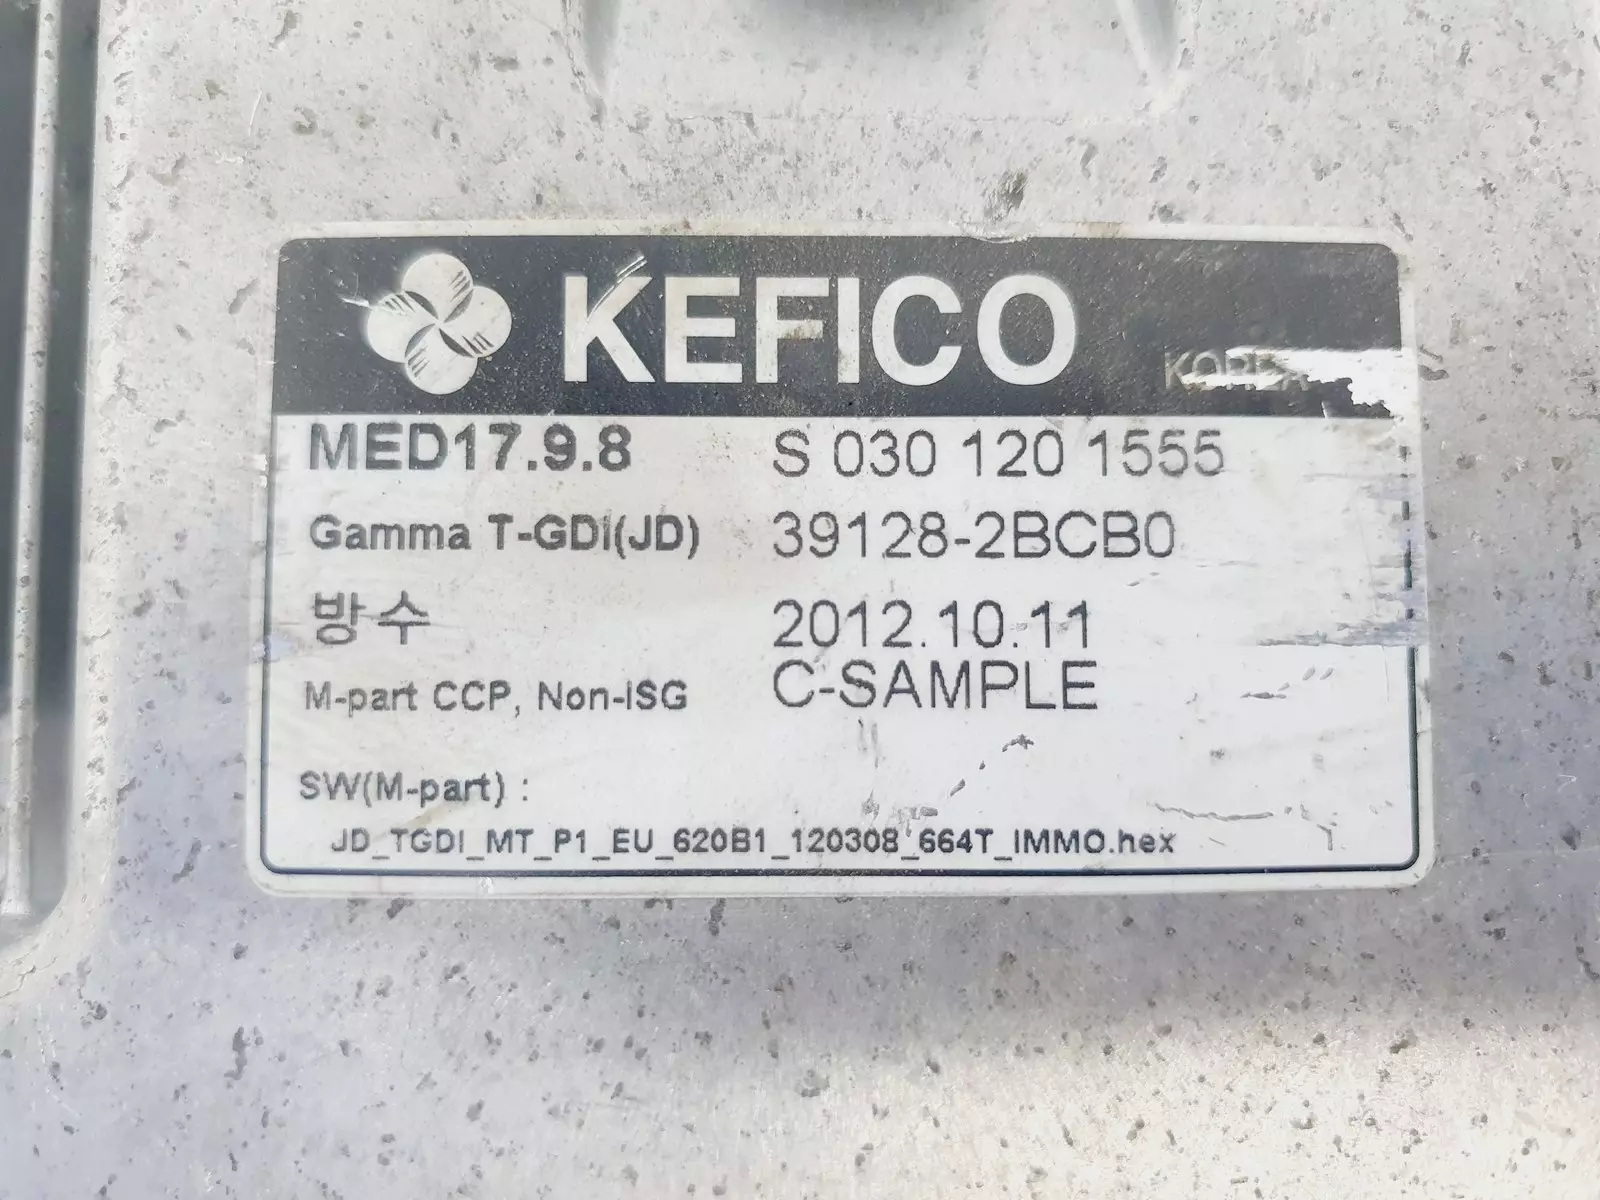 KEFICO
KOREA
MED17.9.8 S 030 120 1555
Gamma T-GDI(JD) 39128-2BCB0
방수 2012.10.11
M-part CCP, Non-ISG C-SAMPLE
SW(M-part) :
JD_TGDI_MT_P1_EU_620B1_120308_664T_IMMO.hex